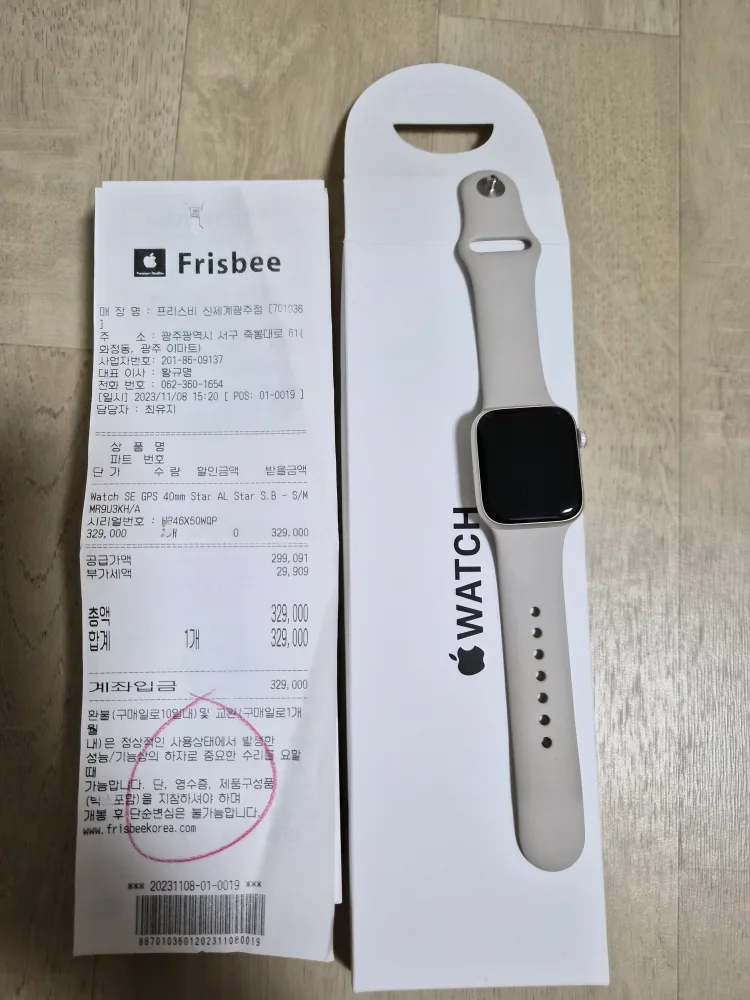 Frisbee
매 장 명 : 프리스비 신세계광주점 [701036
]
주 소 : 광주광역시 서구 죽봉대로 61(
화정동, 광주 이마트)
사업자번호: 201-86-09137
대표 이사 : 황규명
전화 번호 : 062-360-1654
[일시] 2023/11/08 15:20 [ POS: 01-0019 ]
담당자 : 최유지
상 품 명
파트 번호
단 가 수 량 할인금액 받을금액
Watch SE GPS 40mm Star AL Star S.B - S/M
MR9U3KH/A
시리얼번호 :
329,000 0 329,000
공급가액 299,091
부가세액 29,909
총액 329,000
합계 1개 329,000
계좌입금 329,000
환불(구매일로10일내)및 교환(구매일로1개
월
내)은 정상적인 사용상태에서 발생한
성능/기능상의 하자로 중요한 수리를 요할
때
가능합니다. 단, 영수증, 제품구성품
(틱 포함)을 지참하셔야 하며
개봉 후 단순변심은 불가능합니다.
www.frisbeekorea.com
*** 20231108-01-0019 ***
8870103601202311080019
WATCH